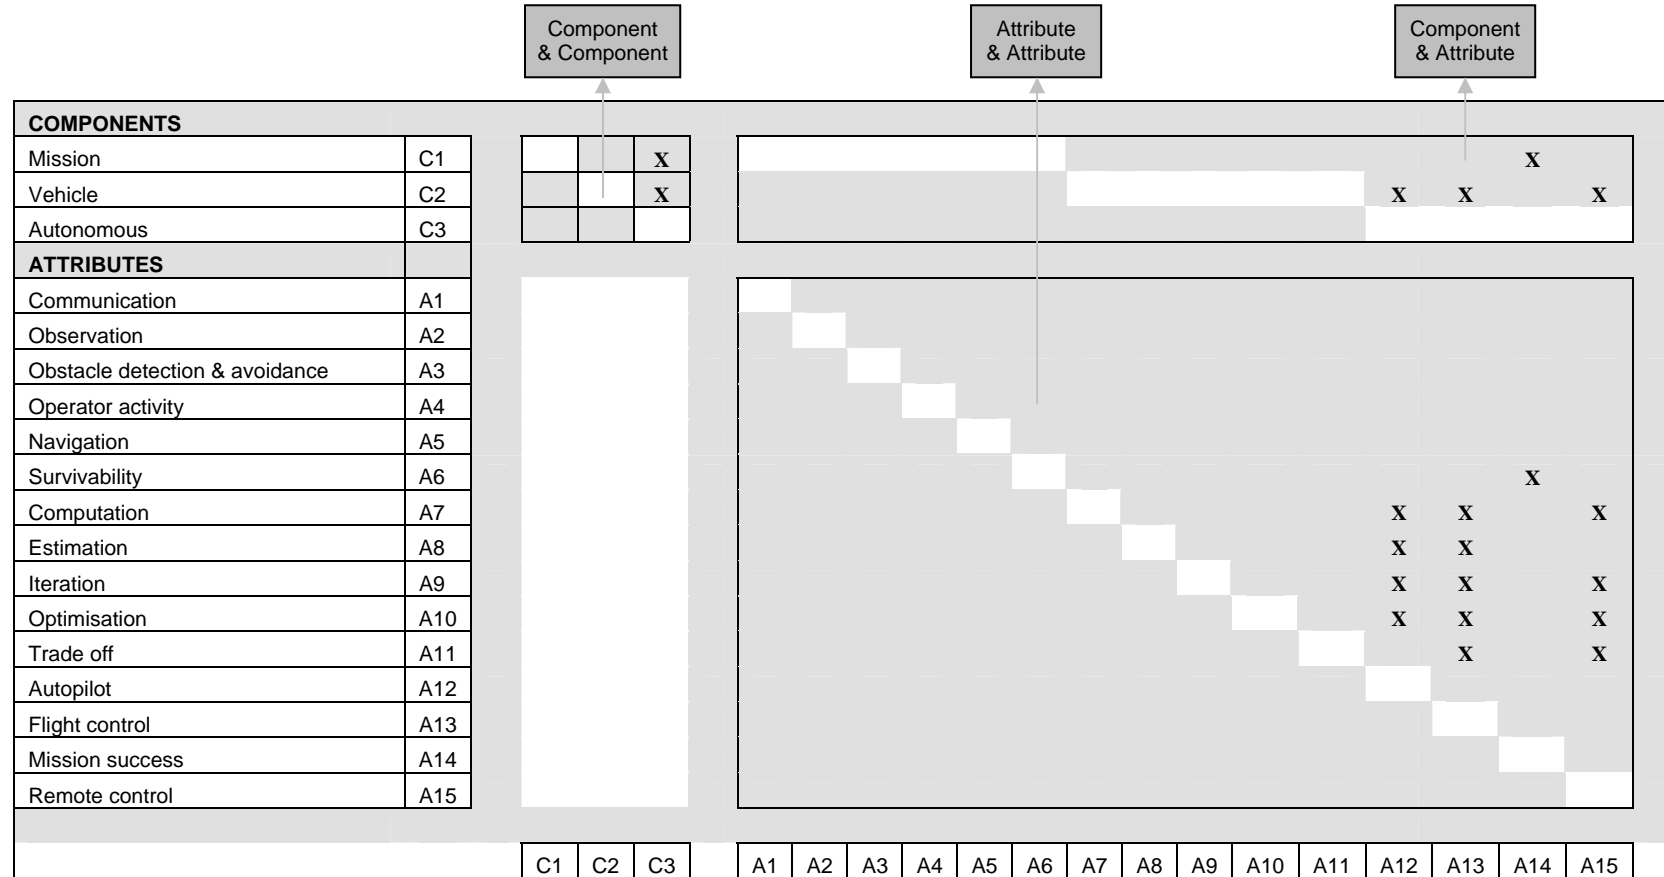 Component
& Component
Attribute
& Attribute
Component
& Attribute
COMPONENTS
Mission C1 X X
Vehicle C2 X X X X
Autonomous C3
ATTRIBUTES
Communication A1
Observation A2
Obstacle detection & avoidance A3
Operator activity A4
Navigation A5
Survivability A6 X
Computation A7 X X X
Estimation A8 X X
Iteration A9 X X X
Optimisation A10 X X X
Trade off A11 X X
Autopilot A12
Flight control A13
Mission success A14
Remote control A15
C1 C2 C3 A1 A2 A3 A4 A5 A6 A7 A8 A9 A10 A11 A12 A13 A14 A15